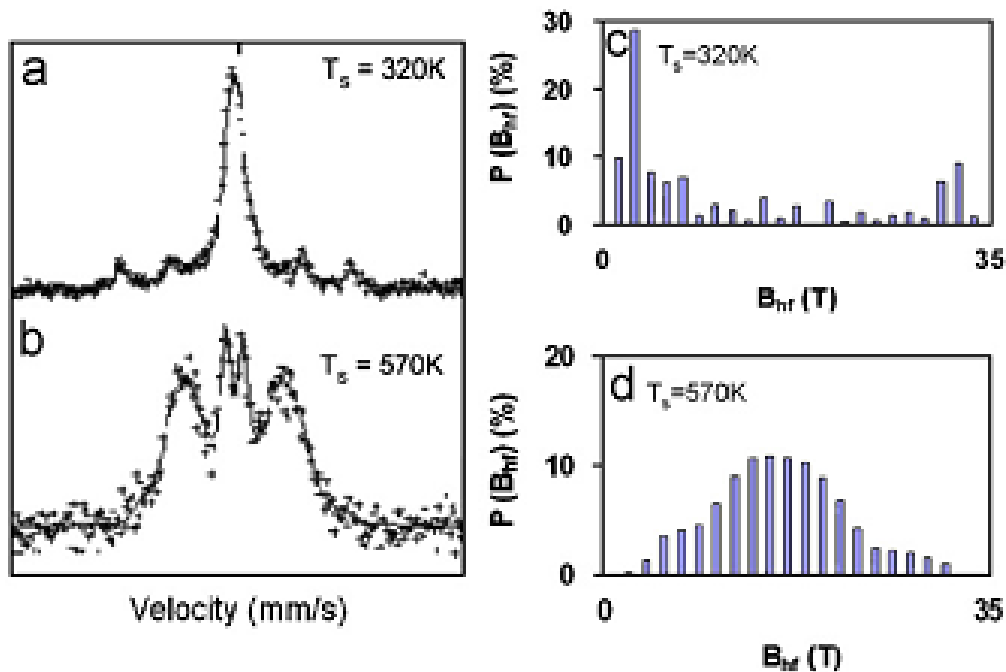 a
T_s = 320K
b
T_s = 570K
Velocity (mm/s)
c
T_s=320K
P (B_hf) (%)
30
20
10
0
0
35
B_hf (T)
d
T_s=570K
P (B_hf) (%)
20
10
0
0
35
B_hf (T)